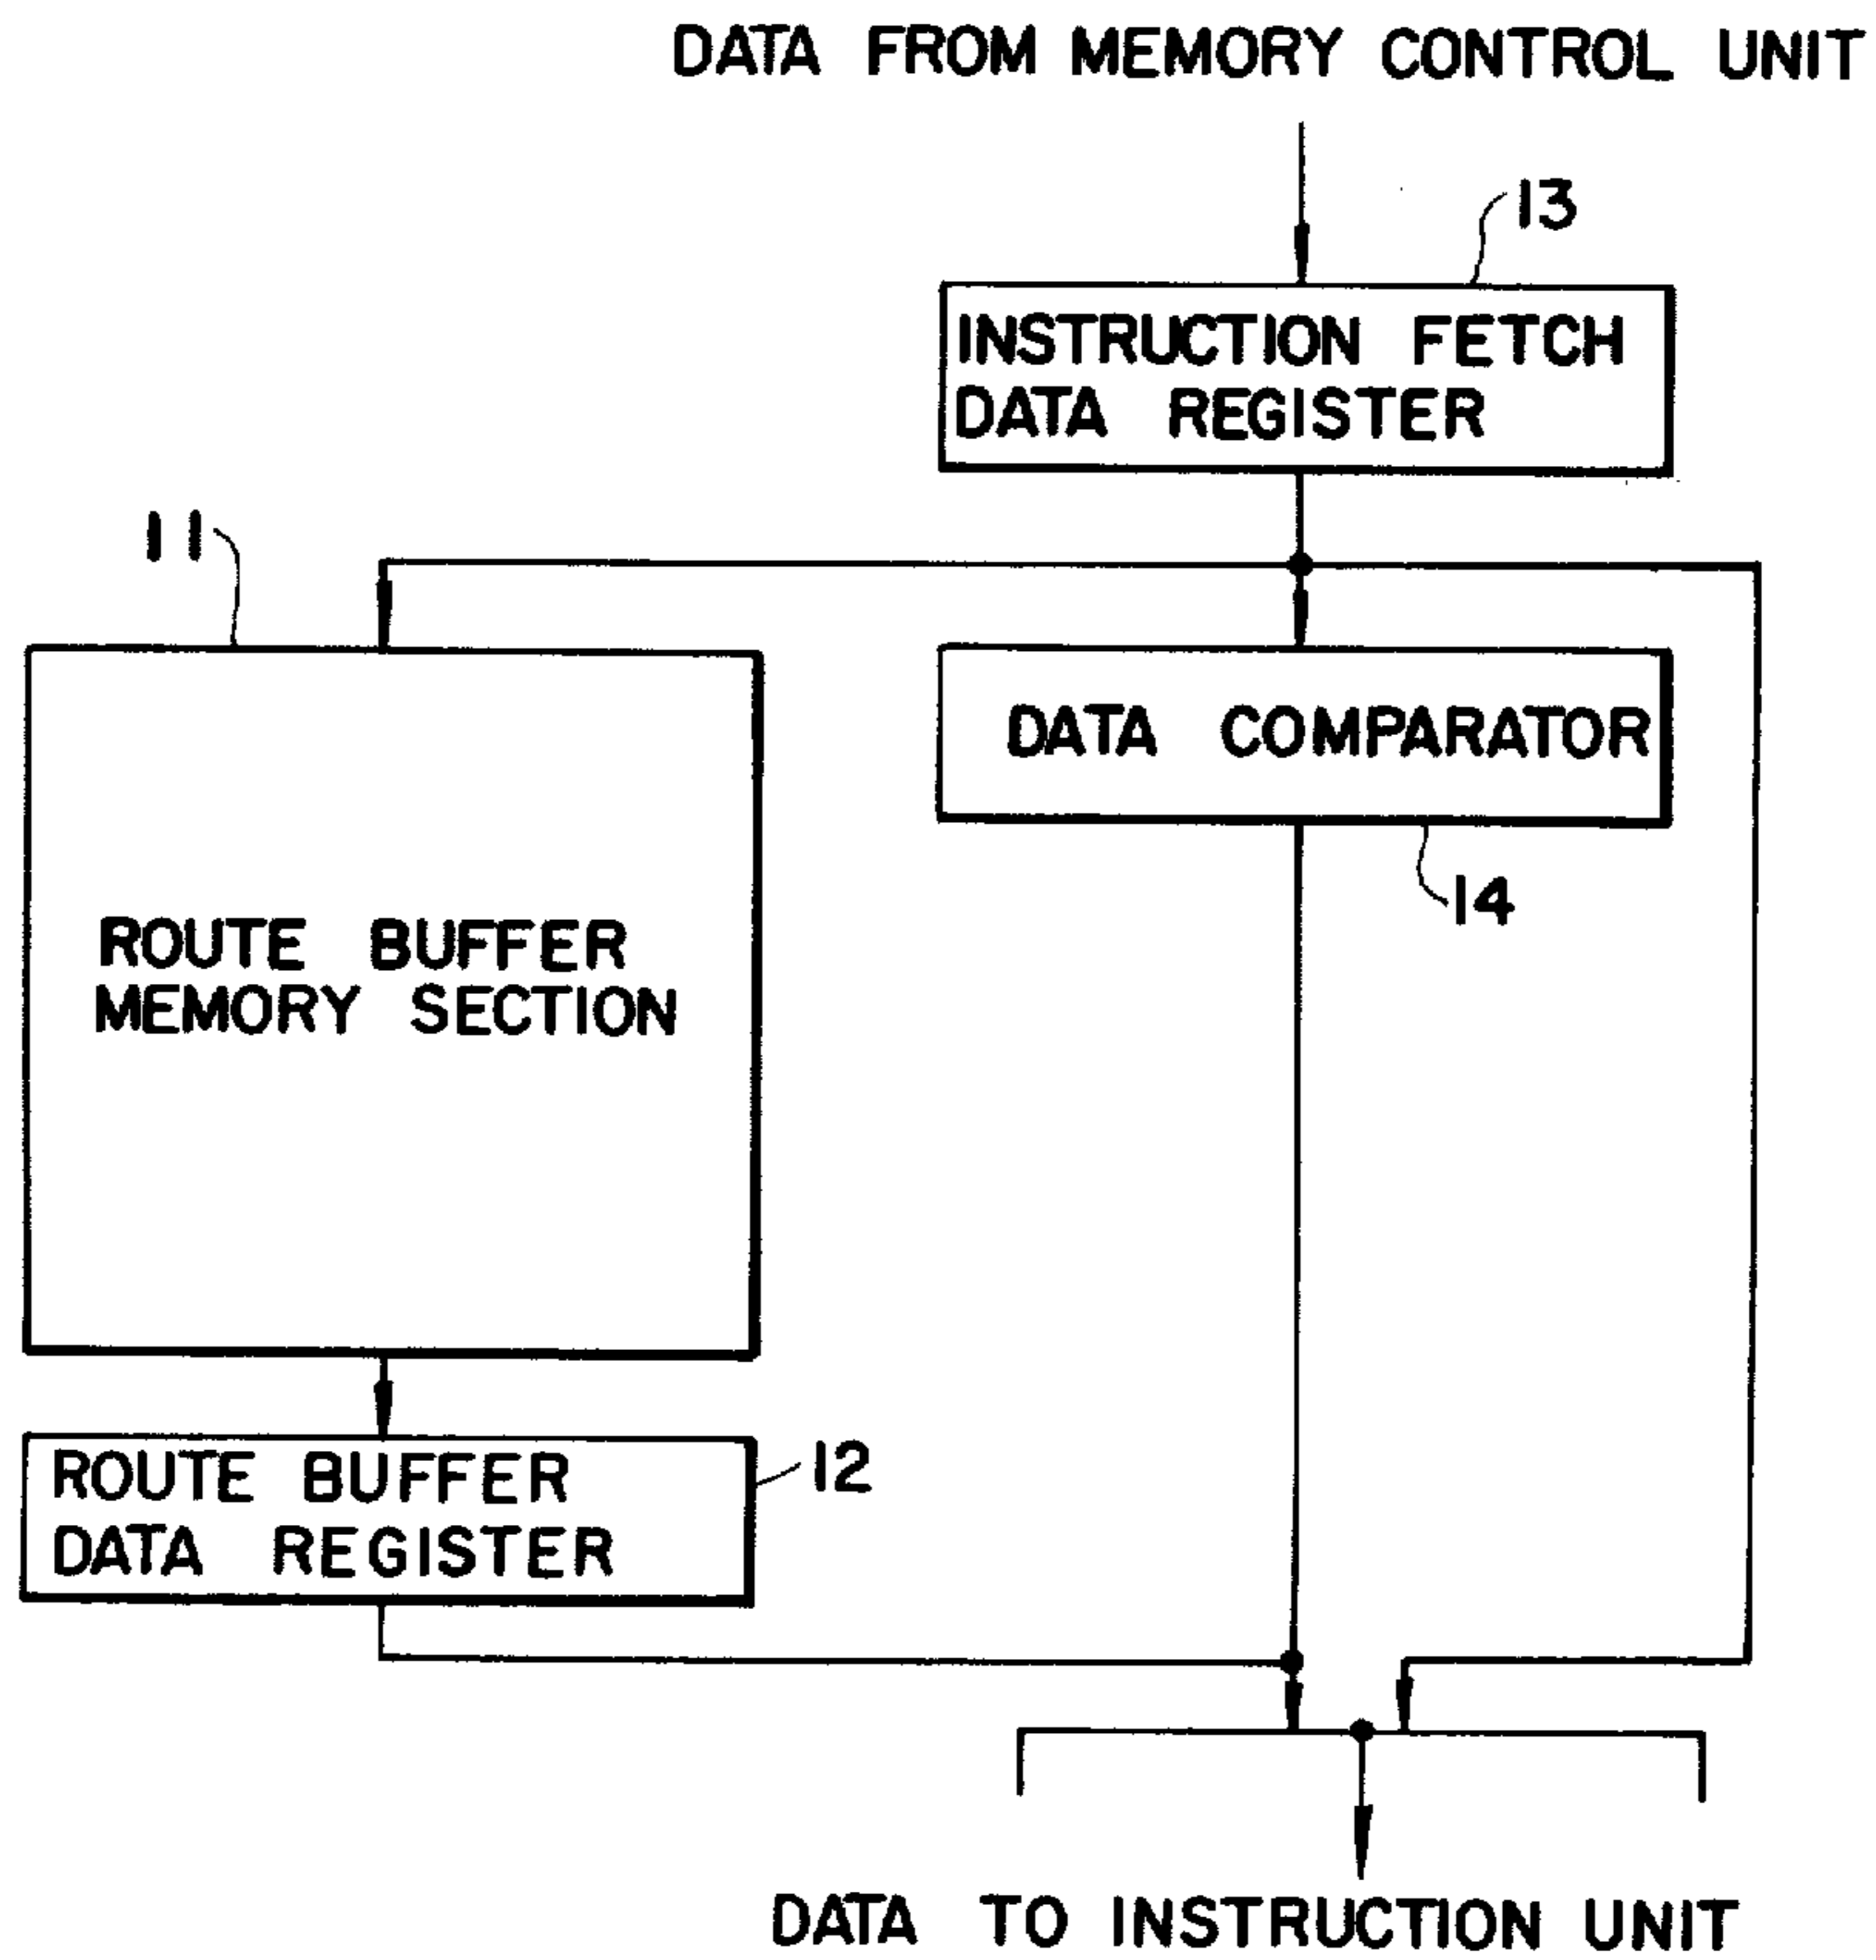 DATA FROM MEMORY CONTROL UNIT
13
INSTRUCTION FETCH
DATA REGISTER
11
DATA COMPARATOR
14
ROUTE BUFFER
MEMORY SECTION
12
ROUTE BUFFER
DATA REGISTER
DATA TO INSTRUCTION UNIT